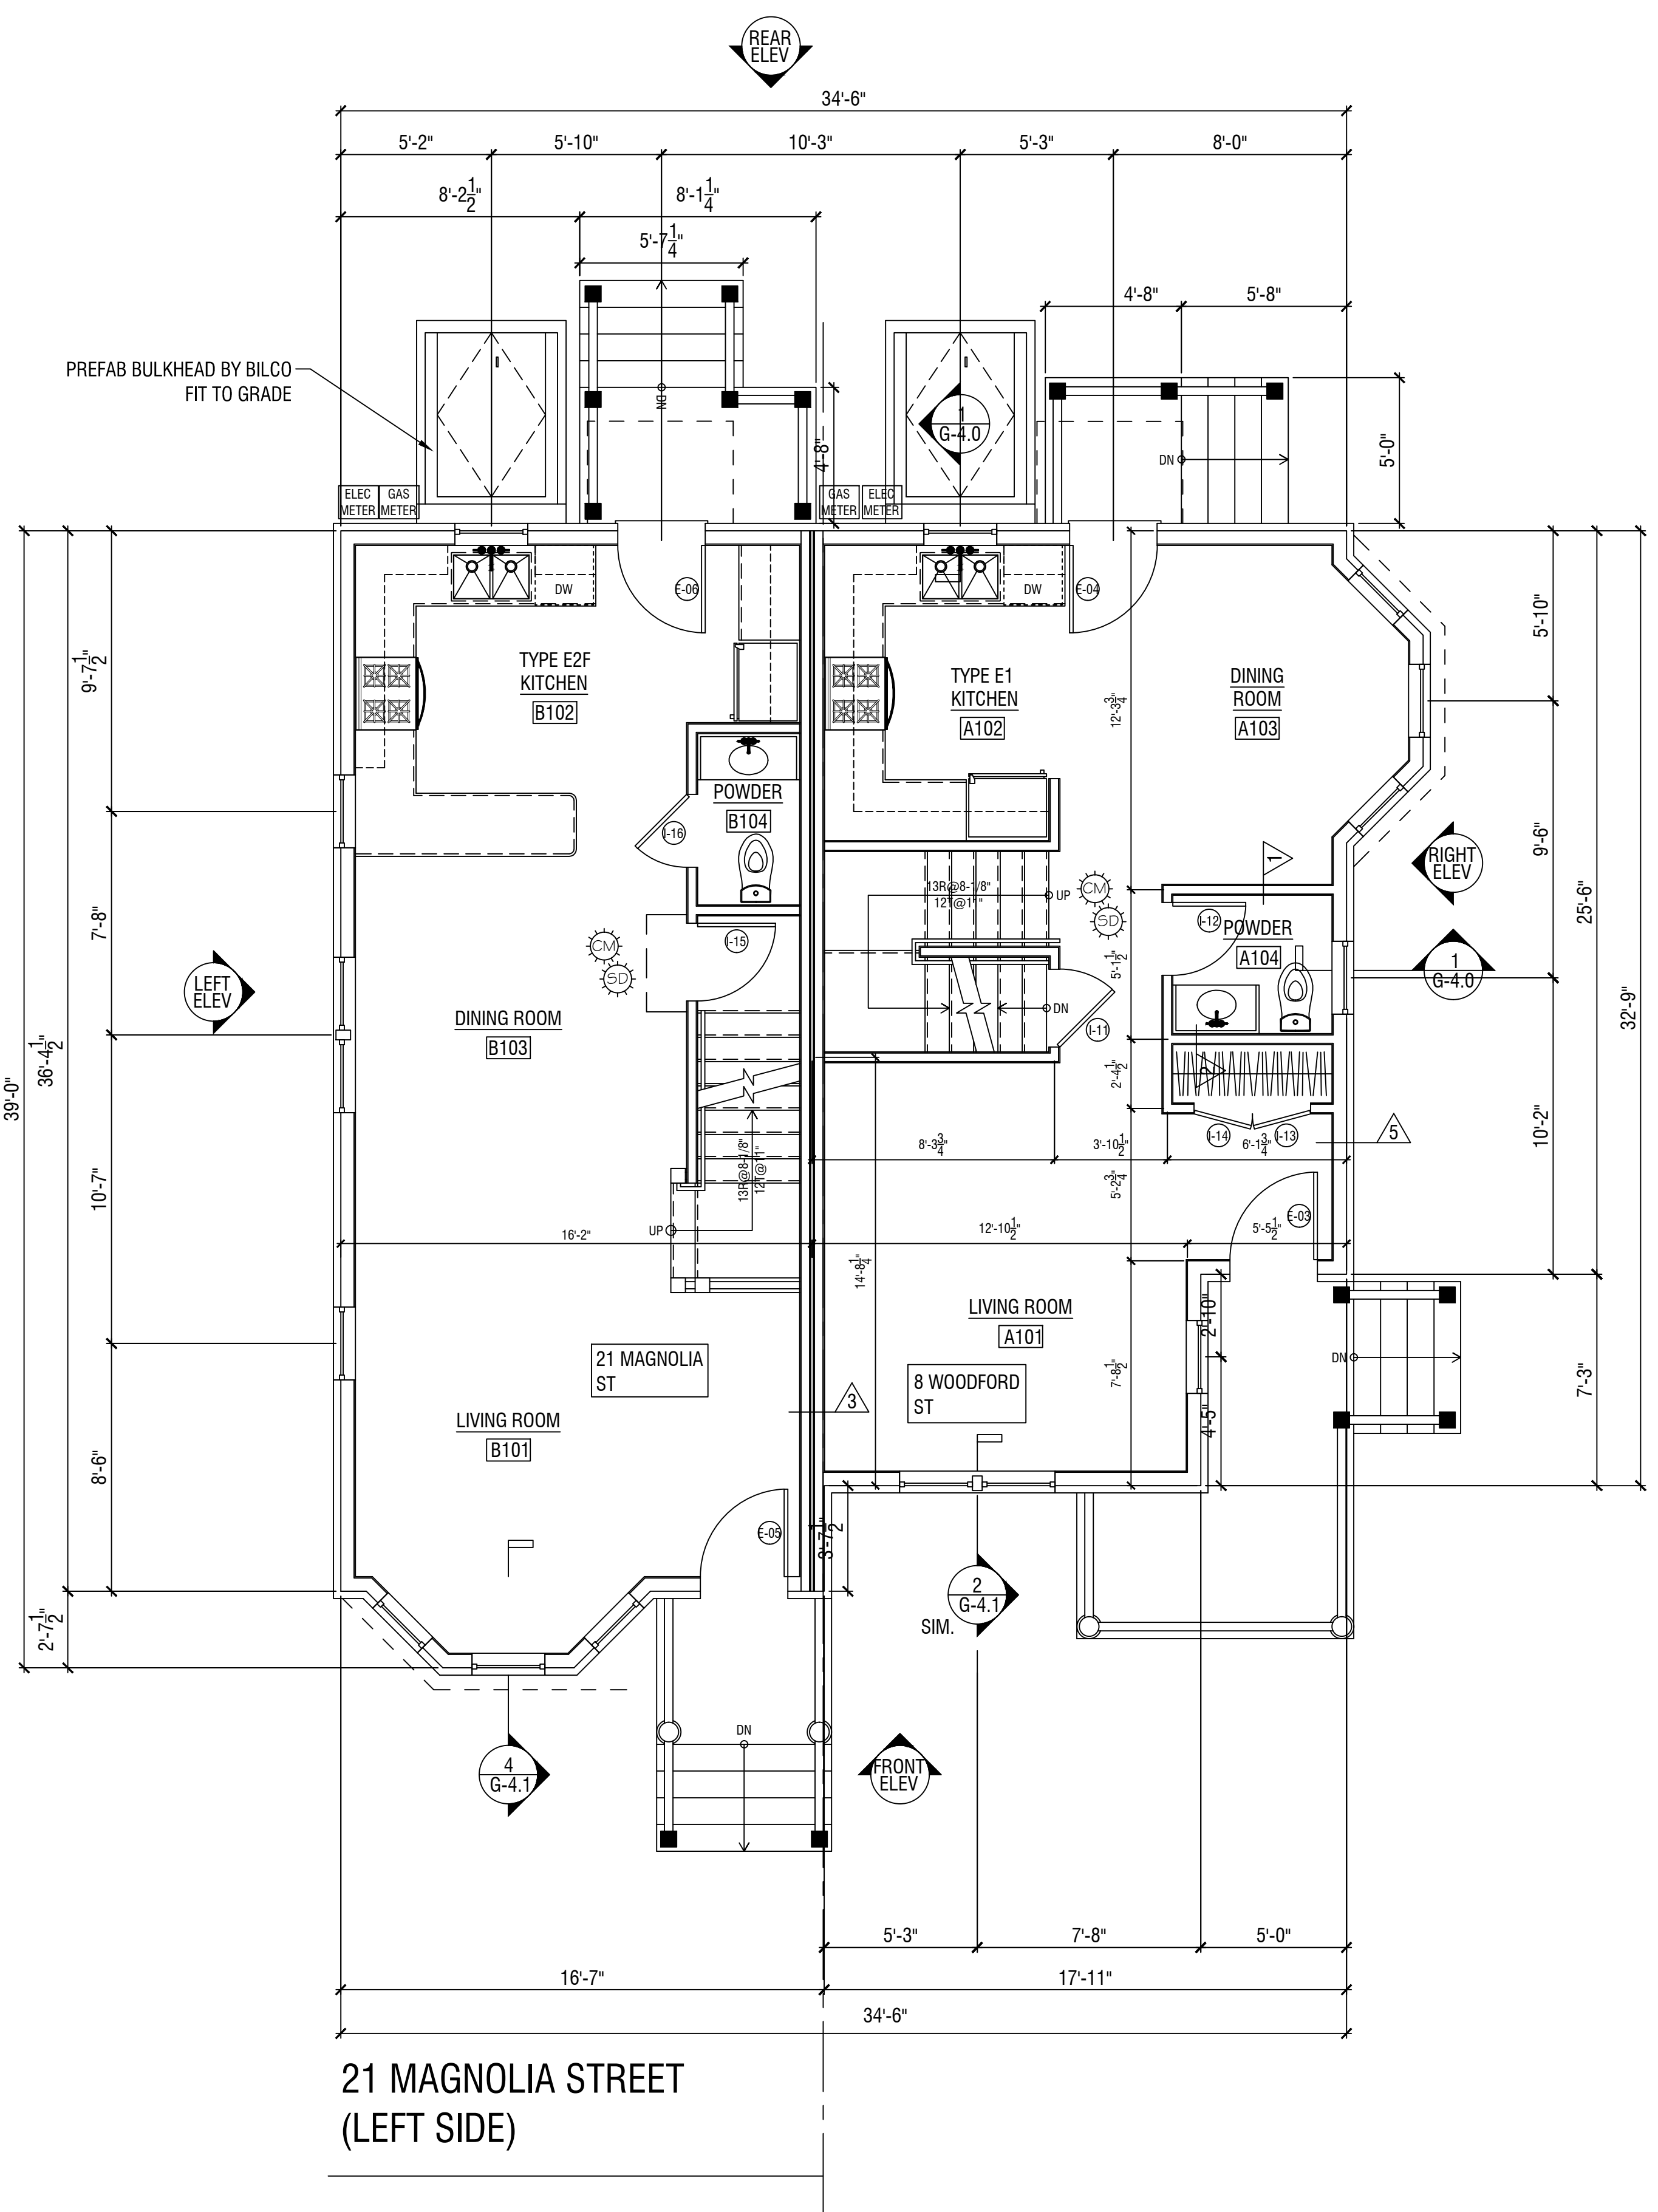 REAR
ELEV
34'-6"
5'-2"
5'-10"
10'-3"
5'-3"
8'-0"
8'-2 1/2"
8'-1 1/4"
5'-7 1/4"
4'-8"
5'-8"
PREFAB BULKHEAD BY BILCO
FIT TO GRADE
DN
4'-8"
1
G-4.0
DN
5'-0"
ELEC
METER
GAS
METER
GAS
METER
ELEC
METER
DW
E-06
DW
E-04
9'-7 1/2"
5'-10"
TYPE E2F
KITCHEN
B102
TYPE E1
KITCHEN
A102
12'-3 3/4"
DINING
ROOM
A103
POWDER
B104
I-16
RIGHT
ELEV
9'-6"
25'-6"
1
13R@8-1/8"
12T@11"
UP
CM
SD
I-12
POWDER
A104
7'-8"
CM
SD
I-15
5'-1 1/2"
1
G-4.0
LEFT
ELEV
DN
I-11
32'-9"
DINING ROOM
B103
36'-4 1/2"
39'-0"
2'-4 1/2"
2
10'-2"
I-14
I-13
5
8'-3 3/4"
3'-10 1/2"
6'-1 3/4"
13R@8-1/8"
12T@11"
10'-7"
5'-2 3/4"
E-03
UP
16'-2"
12'-10 1/2"
5'-5 1/2"
14'-8 1/4"
LIVING ROOM
A101
2'-10"
DN
21 MAGNOLIA
ST
8 WOODFORD
ST
7'-8 1/2"
7'-3"
3
4'-5"
LIVING ROOM
B101
8'-6"
E-05
3'-7 1/2"
2
G-4.1
SIM.
2'-7 1/2"
DN
4
G-4.1
FRONT
ELEV
5'-3"
7'-8"
5'-0"
16'-7"
17'-11"
34'-6"
21 MAGNOLIA STREET
(LEFT SIDE)